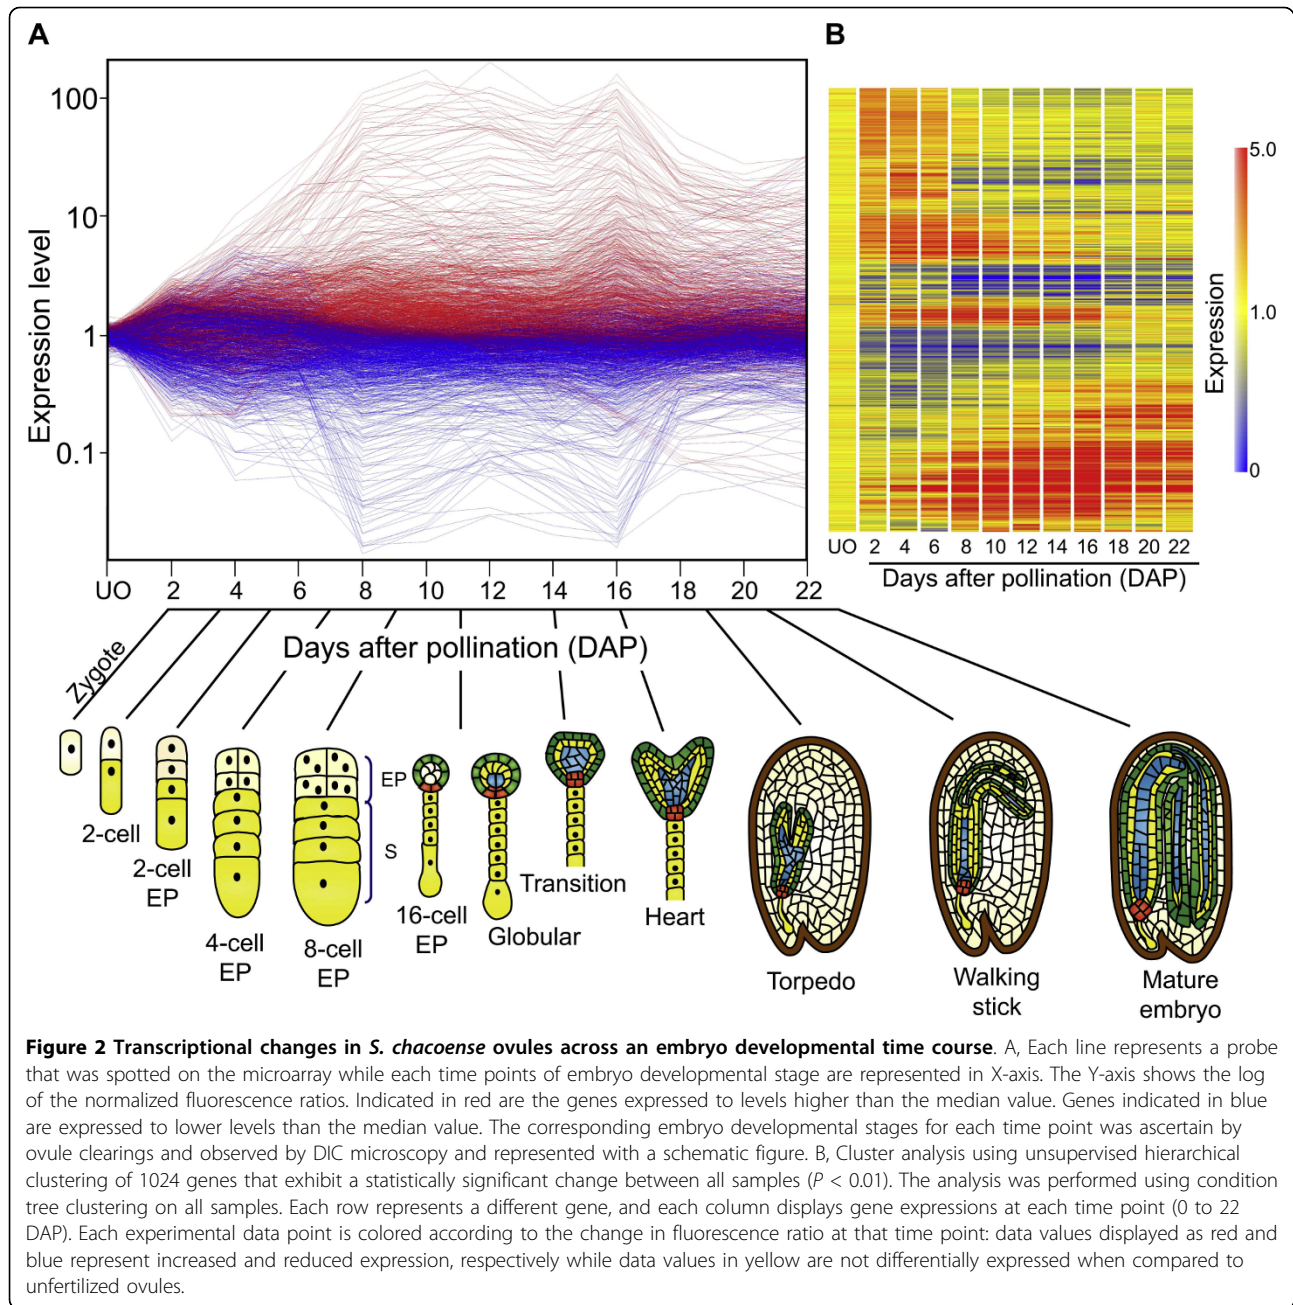 A
B
Expression level
100
10
1
0.1
UO 2 4 6 8 10 12 14 16 18 20 22
Days after pollination (DAP)
UO 2 4 6 8 10 12 14 16 18 20 22
Days after pollination (DAP)
Expression
5.0
1.0
0
Zygote
2-cell
2-cell
EP
4-cell
EP
8-cell
EP
EP
S
16-cell
EP
Globular
Transition
Heart
Torpedo
Walking
stick
Mature
embryo
Figure 2 Transcriptional changes in S. chacoense ovules across an embryo developmental time course. A, Each line represents a probe
that was spotted on the microarray while each time points of embryo developmental stage are represented in X-axis. The Y-axis shows the log
of the normalized fluorescence ratios. Indicated in red are the genes expressed to levels higher than the median value. Genes indicated in blue
are expressed to lower levels than the median value. The corresponding embryo developmental stages for each time point was ascertain by
ovule clearings and observed by DIC microscopy and represented with a schematic figure. B, Cluster analysis using unsupervised hierarchical
clustering of 1024 genes that exhibit a statistically significant change between all samples (P < 0.01). The analysis was performed using condition
tree clustering on all samples. Each row represents a different gene, and each column displays gene expressions at each time point (0 to 22
DAP). Each experimental data point is colored according to the change in fluorescence ratio at that time point: data values displayed as red and
blue represent increased and reduced expression, respectively while data values in yellow are not differentially expressed when compared to
unfertilized ovules.